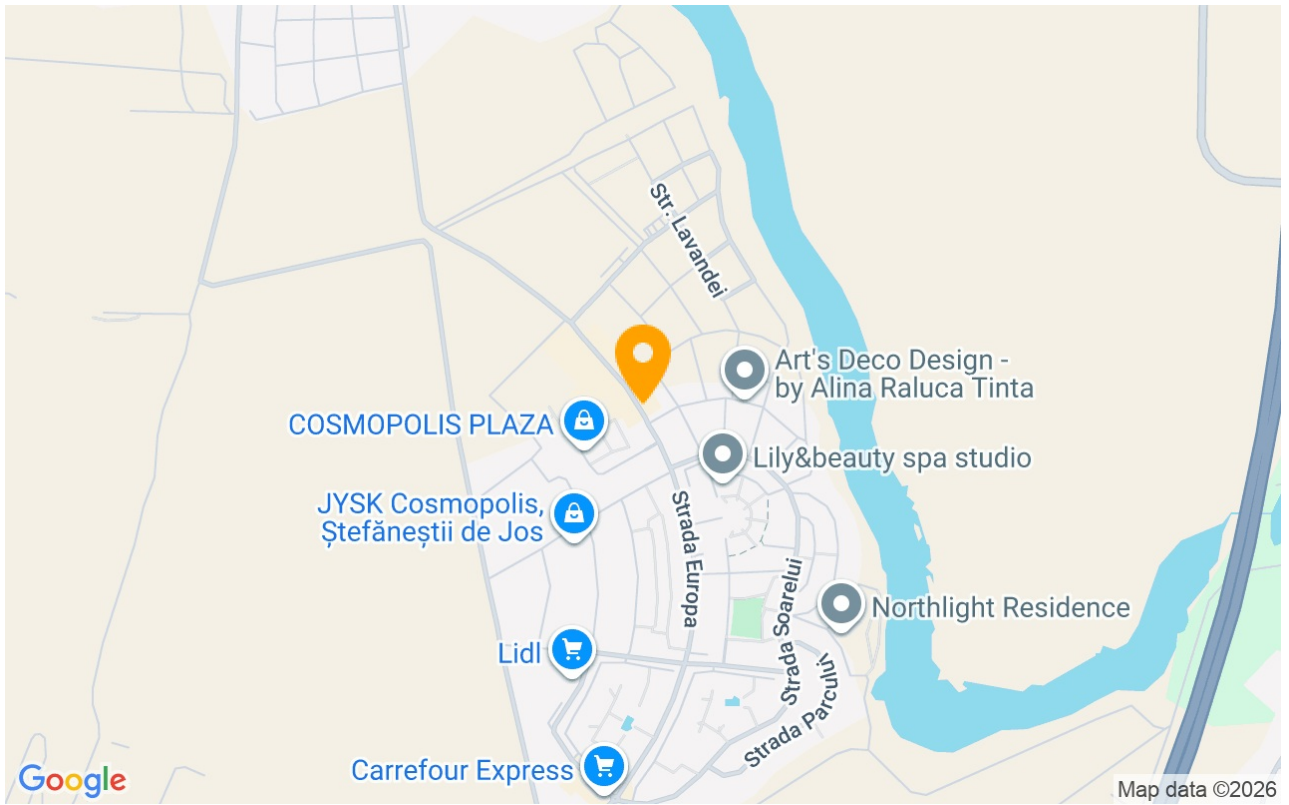 Str. Lavandei
Art's Deco Design -
by Alina Raluca Tinta
COSMOPOLIS PLAZA
Lily&beauty spa studio
JYSK Cosmopolis,
Ștefăneștii de Jos
Strada Europa
Strada Soarelui
Northlight Residence
Lidl
Strada Parcului
Carrefour Express
Google
Map data ©2026